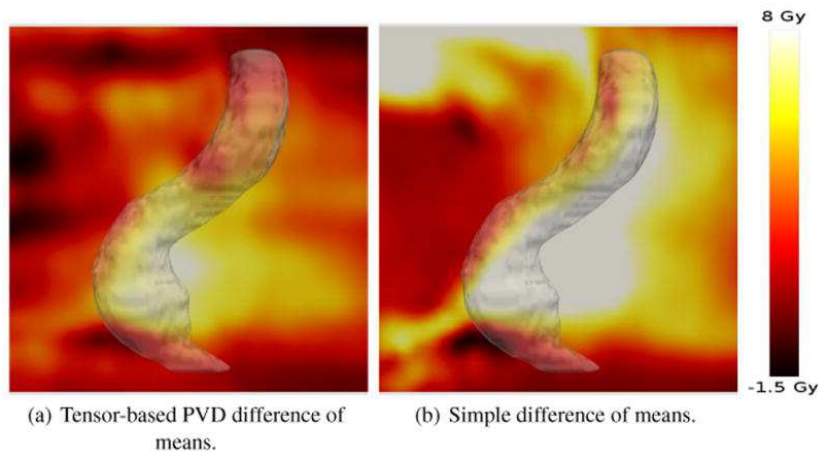 8 Gy
-1.5 Gy
(a) Tensor-based PVD difference of
means.
(b) Simple difference of means.